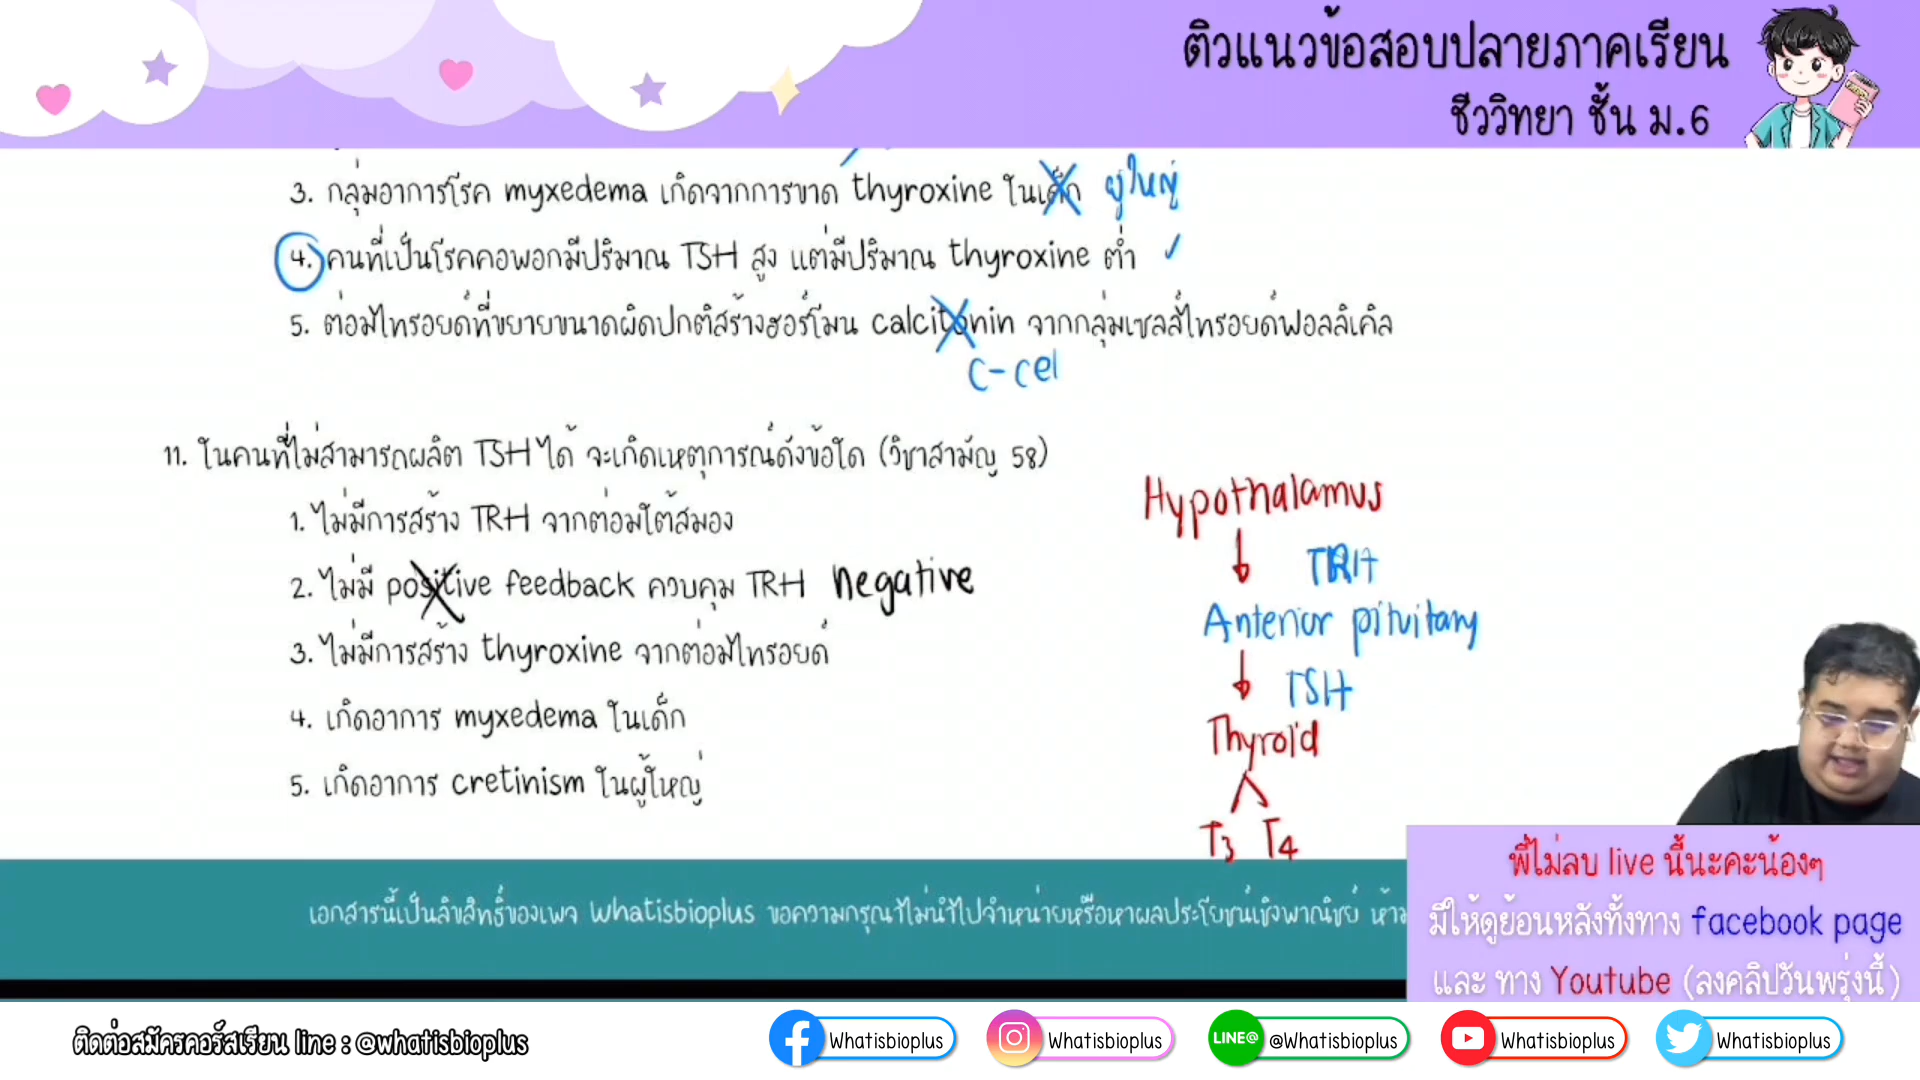 ติวแนวข้อสอบปลายภาคเรียน
ชีววิทยา ชั้น ม.6
3. กลุ่มอาการโรค myxedema เกิดจากการขาด thyroxine ในเด็ก ผู้ใหญ่
4. คนที่เป็นโรคคอพอกมีปริมาณ TSH สูง แต่มีปริมาณ thyroxine ต่ำ
5. ต่อมไทรอยด์ที่ขยายขนาดผิดปกติสร้างฮอร์โมน calcitonin จากกลุ่มเซลล์ไทรอยด์ฟอลลิเคิล
C-cel
11. ในคนที่ไม่สามารถผลิต TSH ได้ จะเกิดเหตุการณ์ดังข้อใด (วิชาสามัญ 58)
1. ไม่มีการสร้าง TRH จากต่อมใต้สมอง
2. ไม่มี positive feedback ควบคุม TRH negative
3. ไม่มีการสร้าง thyroxine จากต่อมไทรอยด์
4. เกิดอาการ myxedema ในเด็ก
5. เกิดอาการ cretinism ในผู้ใหญ่
Hypothalamus
TRH
Anterior pituitary
TSH
Thyroid
T3 T4
เอกสารนี้เป็นลิขสิทธิ์ของเพจ Whatisbioplus ขอความกรุณาไม่นำไปจำหน่ายหรือหาผลประโยชน์เชิงพาณิชย์
พี่ไม่ลบ live นี้นะคะน้องๆ
มีให้ดูย้อนหลังทั้งทาง facebook page
และ ทาง Youtube (ลงคลิปวันพรุ่งนี้)
ติดต่อสมัครคอร์สเรียน line : @whatisbioplus
Whatisbioplus
Whatisbioplus
LINE@ @Whatisbioplus
Whatisbioplus
Whatisbioplus